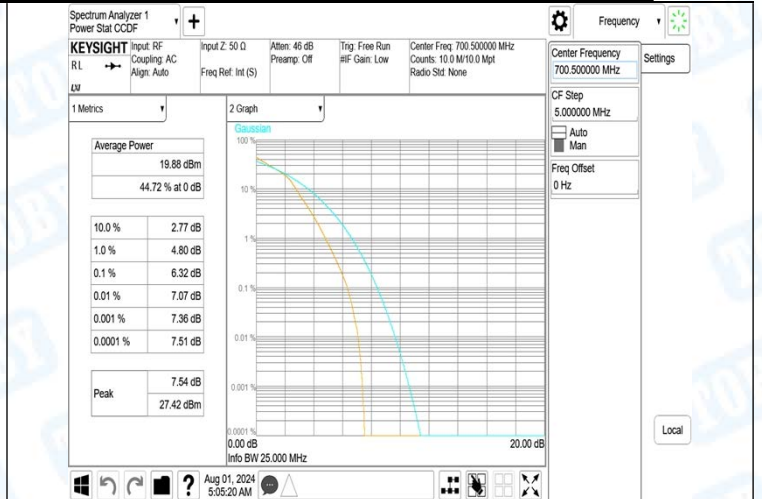 Spectrum Analyzer 1
Power Stat CCDF
Frequency
KEYSIGHT
RL
Input: RF
Coupling: AC
Align: Auto
Input Z: 50 Ω
Freq Ref: Int (S)
Atten: 46 dB
Preamp: Off
Trig: Free Run
#IF Gain: Low
Center Freq: 700.500000 MHz
Counts: 10.0 M/10.0 Mpt
Radio Std: None
Center Frequency
700.500000 MHz
Settings
CF Step
5.000000 MHz
Auto
Man
Freq Offset
0 Hz
1 Metrics
2 Graph
Average Power
19.88 dBm
44.72 % at 0 dB
10.0 % 2.77 dB
1.0 % 4.80 dB
0.1 % 6.32 dB
0.01 % 7.07 dB
0.001 % 7.36 dB
0.0001 % 7.51 dB
Peak
7.54 dB
27.42 dBm
Gaussian
100 %
10 %
1 %
0.1 %
0.01 %
0.001 %
0.0001 %
0.00 dB
20.00 dB
Info BW 25.000 MHz
Local
Aug 01, 2024
5:05:20 AM